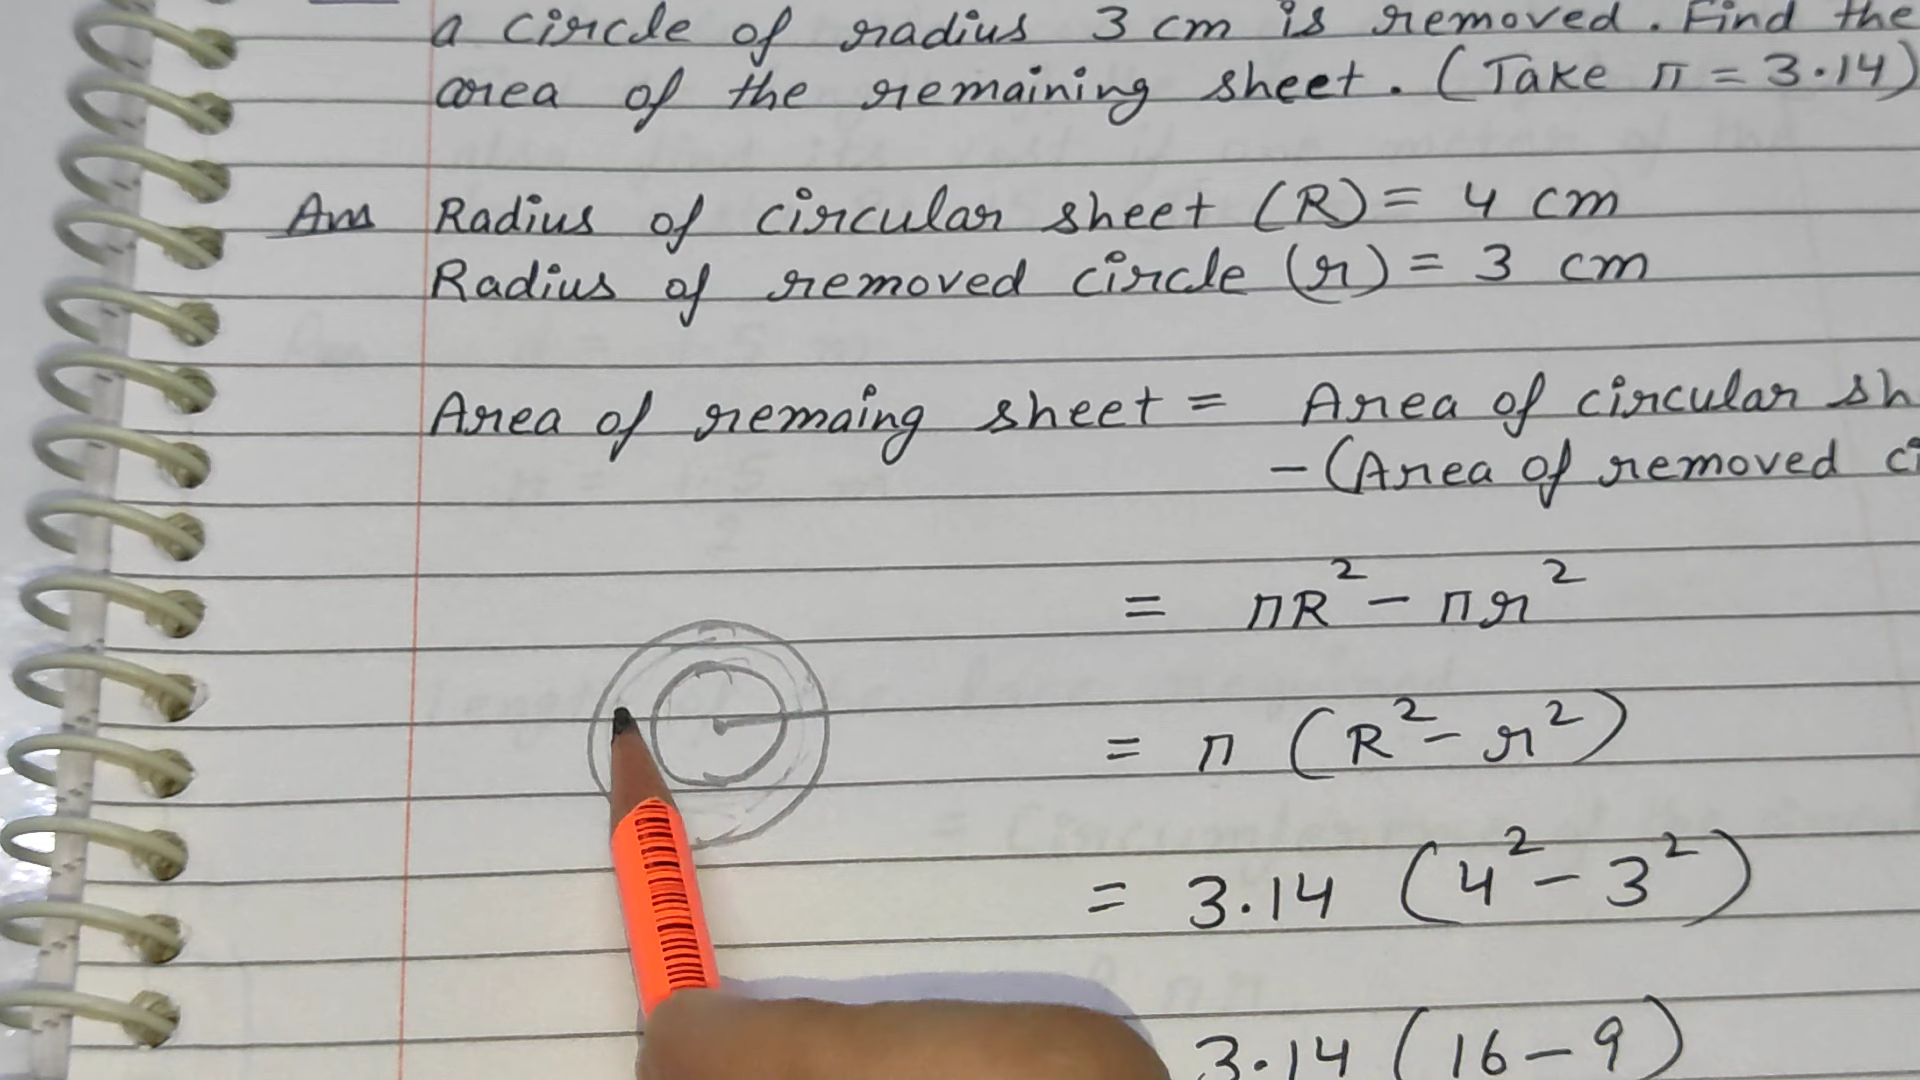 a circle of radius 3 cm is removed. Find the
area of the remaining sheet. (Take π = 3.14)
Ans Radius of circular sheet (R) = 4 cm
Radius of removed circle (r) = 3 cm
Area of remaing sheet = Area of circular sh
- (Area of removed ci
= πR² - πr²
= π (R² - r²)
= 3.14 (4² - 3²)
3.14 (16 - 9)